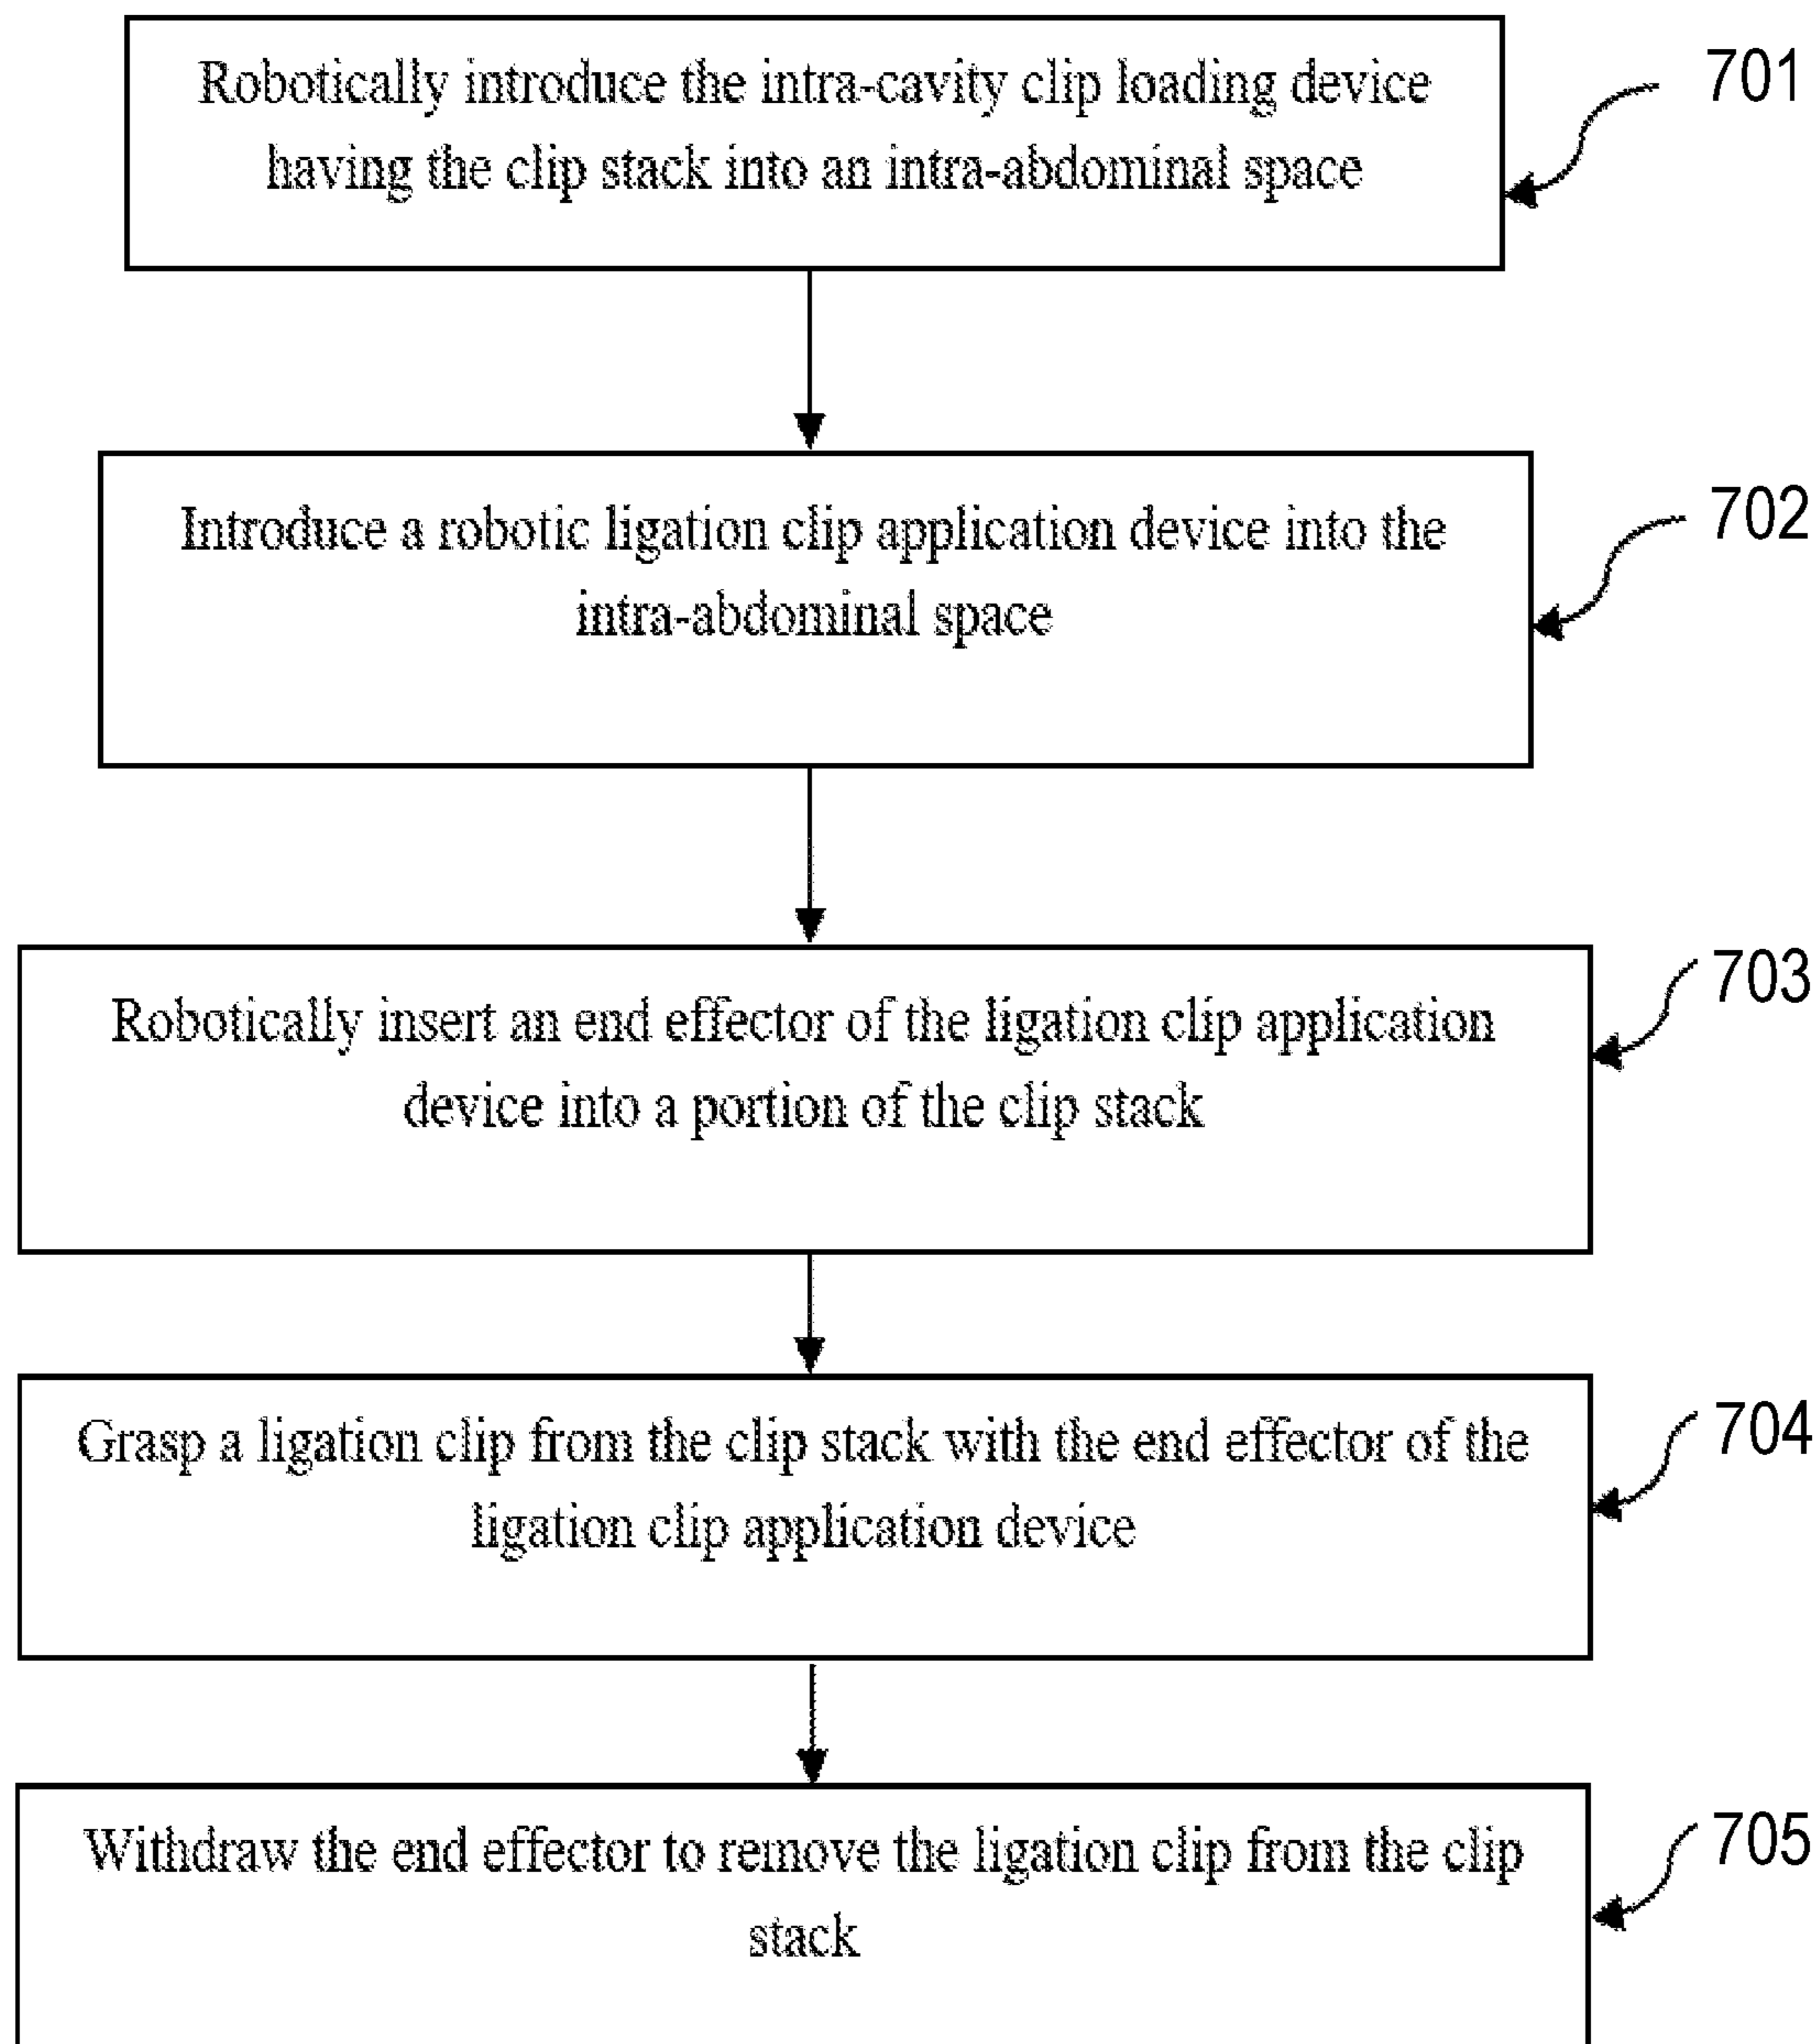 Robotically introduce the intra-cavity clip loading device
having the clip stack into an intra-abdominal space
701
Introduce a robotic ligation clip application device into the
intra-abdominal space
702
Robotically insert an end effector of the ligation clip application
device into a portion of the clip stack
703
Grasp a ligation clip from the clip stack with the end effector of the
ligation clip application device
704
Withdraw the end effector to remove the ligation clip from the clip
stack
705